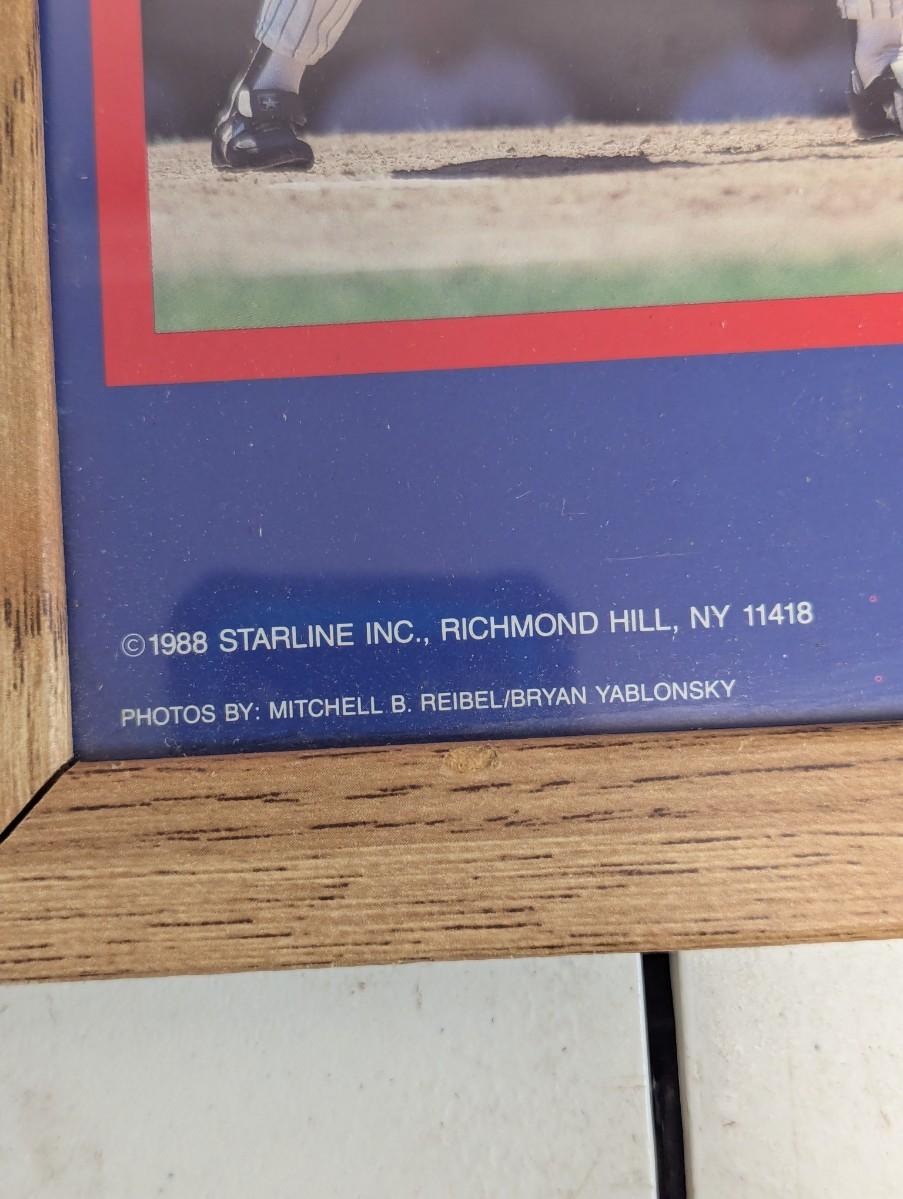 ©1988 STARLINE INC., RICHMOND HILL, NY 11418
PHOTOS BY: MITCHELL B. REIBEL/BRYAN YABLONSKY